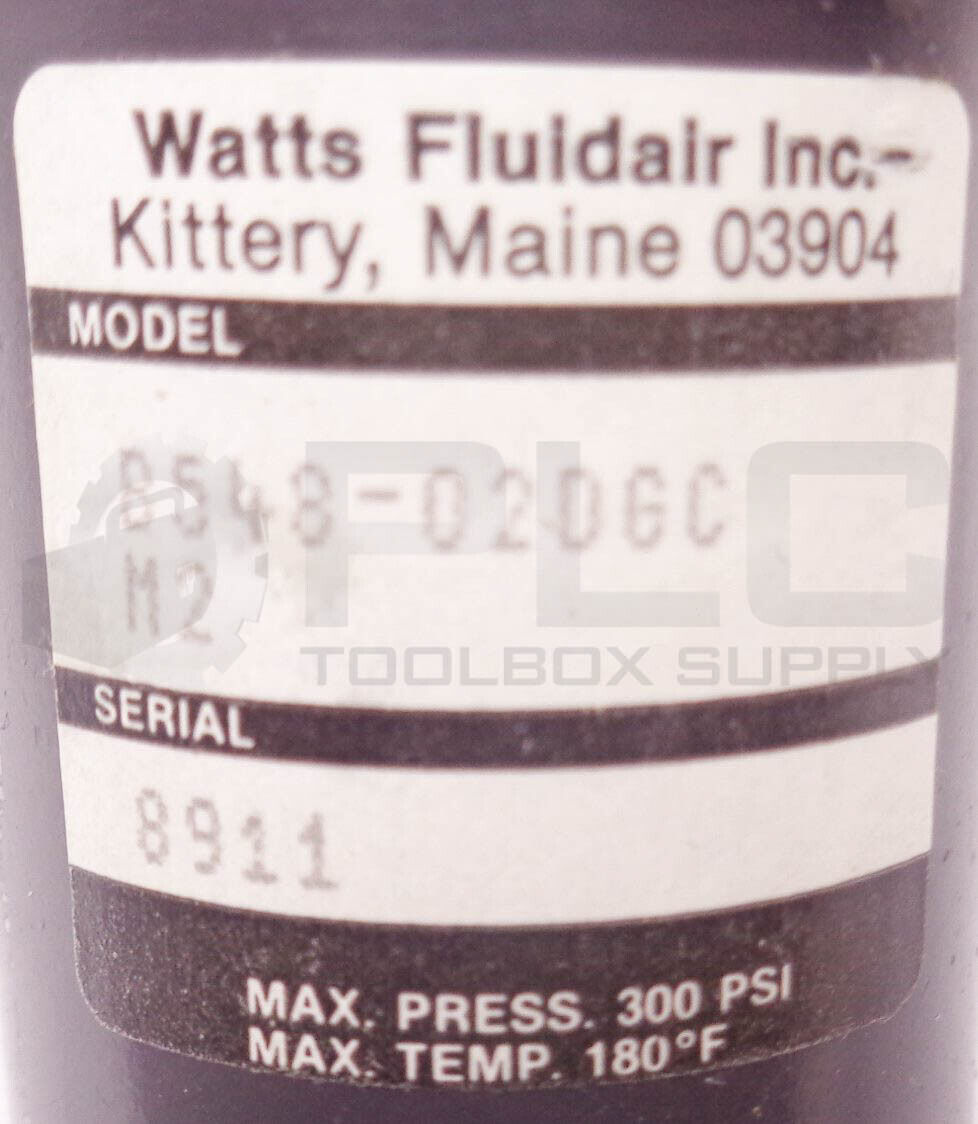 Watts Fluidair Inc.-
Kittery, Maine 03904
MODEL
B548-02DGC
M2
PLC
TOOLBOX SUPPLY
SERIAL
8911
MAX. PRESS. 300 PSI
MAX. TEMP. 180°F